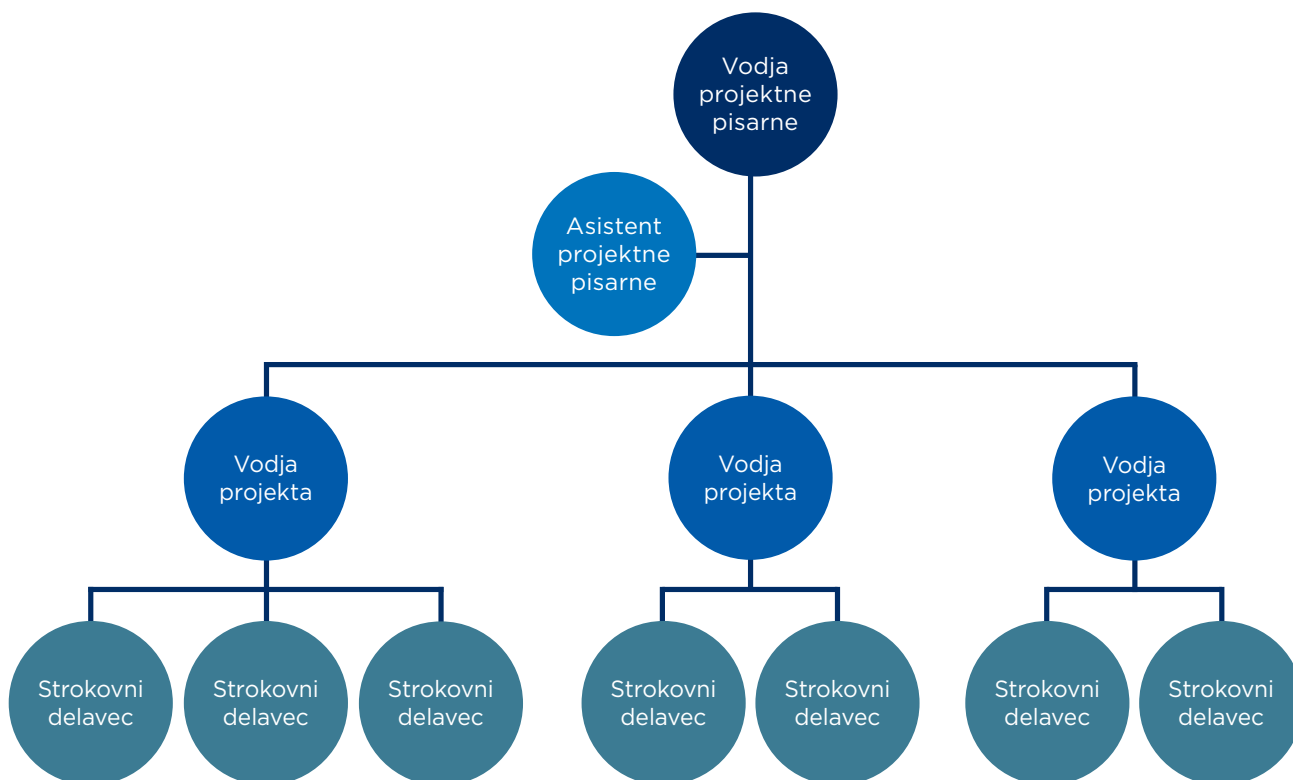 Vodja
projektne
pisarne
Asistent
projektne
pisarne
Vodja
projekta
Vodja
projekta
Vodja
projekta
Strokovni
delavec
Strokovni
delavec
Strokovni
delavec
Strokovni
delavec
Strokovni
delavec
Strokovni
delavec
Strokovni
delavec